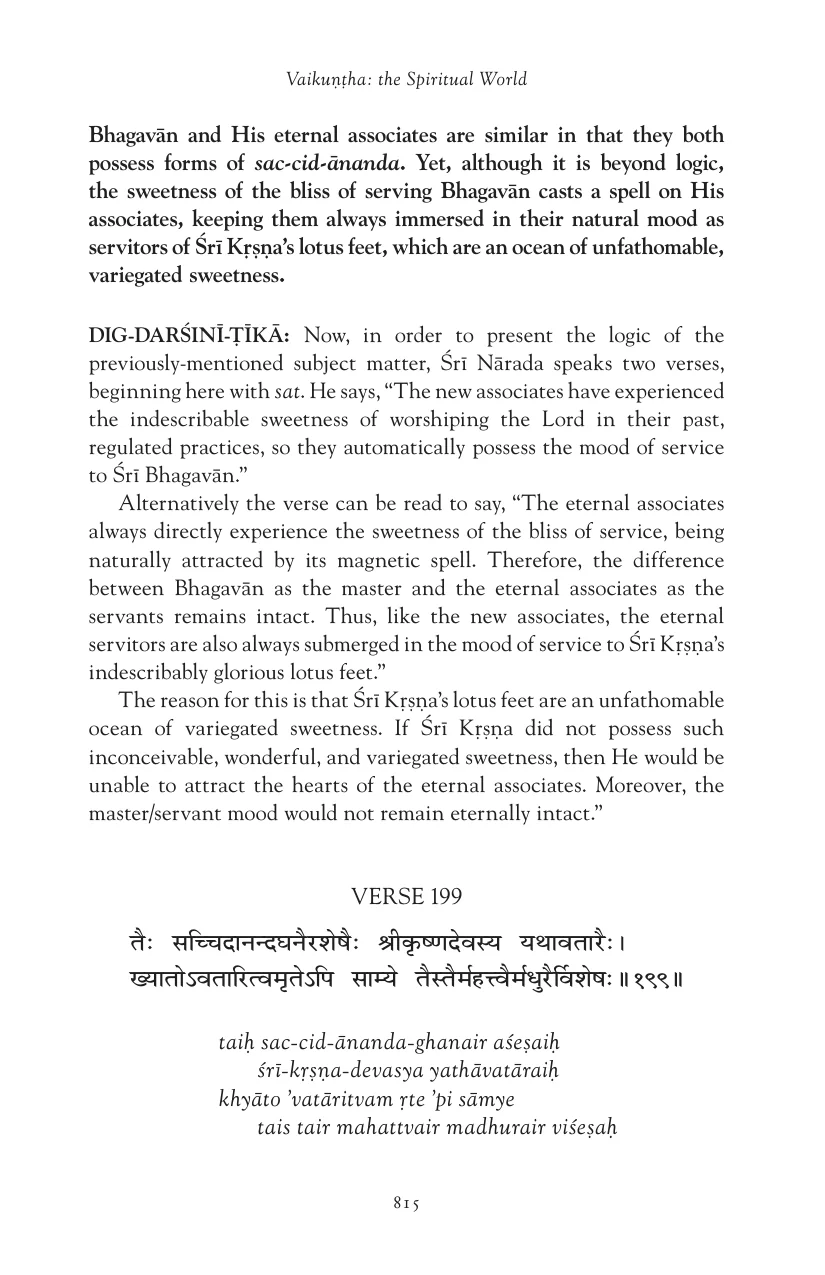 Vaikuṇṭha: the Spiritual World
Bhagavān and His eternal associates are similar in that they both
possess forms of sac-cid-ānanda. Yet, although it is beyond logic,
the sweetness of the bliss of serving Bhagavān casts a spell on His
associates, keeping them always immersed in their natural mood as
servitors of Śrī Kṛṣṇa’s lotus feet, which are an ocean of unfathomable,
variegated sweetness.
DIG-DARŚINĪ-ṬĪKĀ: Now, in order to present the logic of the
previously-mentioned subject matter, Śrī Nārada speaks two verses,
beginning here with sat. He says, “The new associates have experienced
the indescribable sweetness of worshiping the Lord in their past,
regulated practices, so they automatically possess the mood of service
to Śrī Bhagavān.”
Alternatively the verse can be read to say, “The eternal associates
always directly experience the sweetness of the bliss of service, being
naturally attracted by its magnetic spell. Therefore, the difference
between Bhagavān as the master and the eternal associates as the
servants remains intact. Thus, like the new associates, the eternal
servitors are also always submerged in the mood of service to Śrī Kṛṣṇa’s
indescribably glorious lotus feet.”
The reason for this is that Śrī Kṛṣṇa’s lotus feet are an unfathomable
ocean of variegated sweetness. If Śrī Kṛṣṇa did not possess such
inconceivable, wonderful, and variegated sweetness, then He would be
unable to attract the hearts of the eternal associates. Moreover, the
master/servant mood would not remain eternally intact.”
VERSE 199
तैः सच्चिदानन्दघनैरशेषैः श्रीकृष्णदेवस्य यथावतारैः।
ख्यातोऽवतारित्वमृतेऽपि साम्ये तैस्तैर्महत्त्वैर्मधुरैर्विशेषः॥१९९॥
taiḥ sac-cid-ānanda-ghanair aśeṣaiḥ
śrī-kṛṣṇa-devasya yathāvatāraiḥ
khyāto ’vatāritvam ṛte ’pi sāmye
tais tair mahattvair madhurair viśeṣaḥ
815